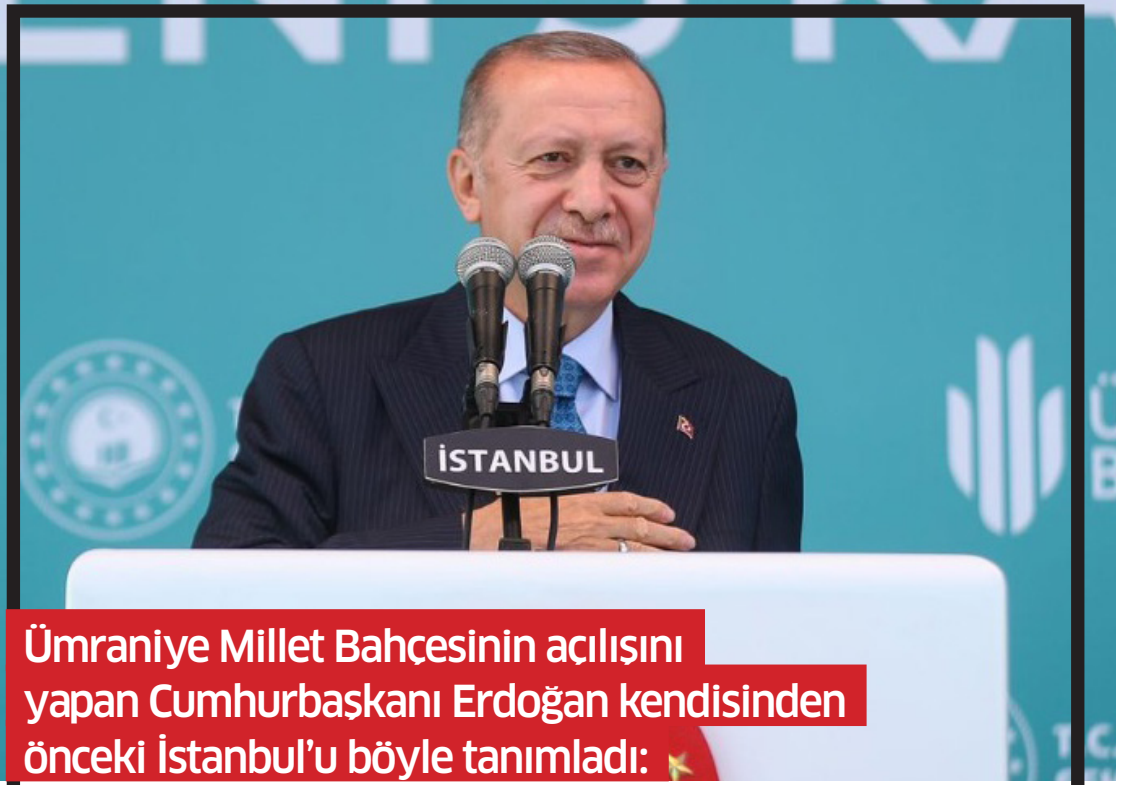 İSTANBUL
Ümraniye Millet Bahçesinin açılışını
yapan Cumhurbaşkanı Erdoğan kendisinden
önceki İstanbul’u böyle tanımladı:
T.C.